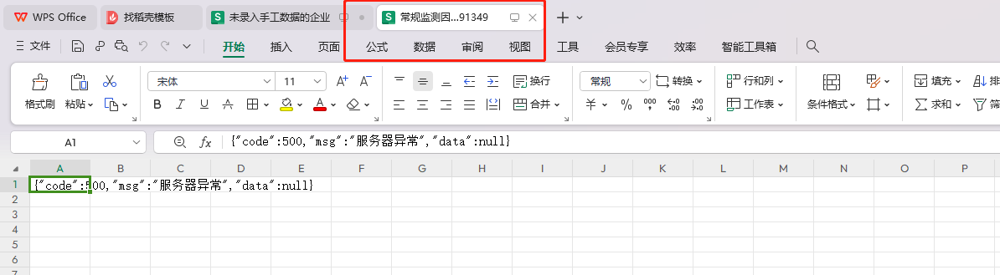 WPS Office 找稻壳模板 未录入手工数据的企业 常规监测因...91349
文件 开始 插入 页面 公式 数据 审阅 视图 工具 会员专享 效率 智能工具箱
宋体 11 A+ A- 换行 常规 转换 行和列 填充 排
格式刷 粘贴 B I U A 合并 ¥ % 000 工作表 条件格式 求和 筛
A1 fx {"code":500,"msg":"服务器异常","data":null}
A B C D E F G H I J K L M N O P
1 {"code":500,"msg":"服务器异常","data":null}
2
3
4
5
6
7